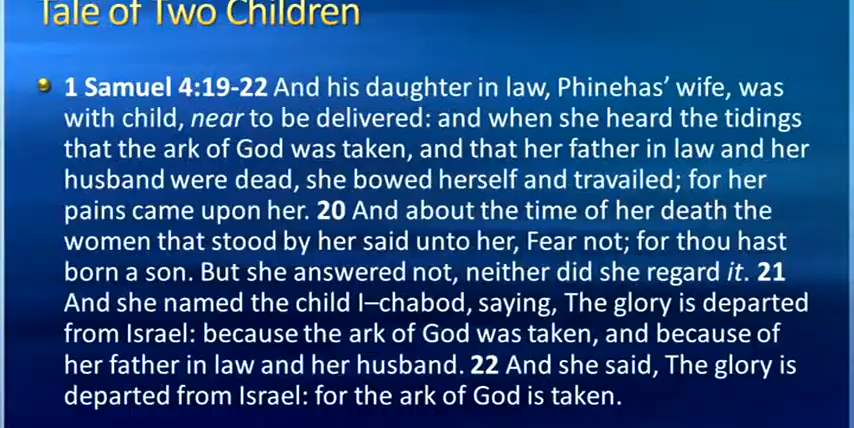 Tale of Two Children
1 Samuel 4:19-22 And his daughter in law, Phinehas’ wife, was
with child, near to be delivered: and when she heard the tidings
that the ark of God was taken, and that her father in law and her
husband were dead, she bowed herself and travailed; for her
pains came upon her. 20 And about the time of her death the
women that stood by her said unto her, Fear not; for thou hast
born a son. But she answered not, neither did she regard it. 21
And she named the child I–chabod, saying, The glory is departed
from Israel: because the ark of God was taken, and because of
her father in law and her husband. 22 And she said, The glory is
departed from Israel: for the ark of God is taken.